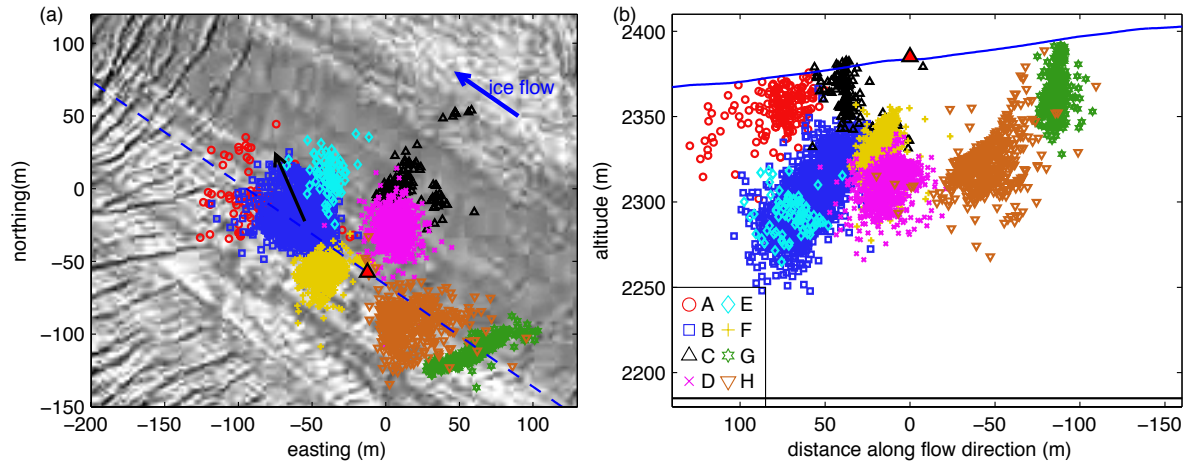 (a)
100
50
0
−50
−100
−150
−200
−150
−100
−50
0
50
100
easting (m)
northing(m)
ice flow
(b)
2400
2350
2300
2250
2200
100
50
0
−50
−100
−150
distance along flow direction (m)
altitude (m)
A
B
C
D
E
F
G
H